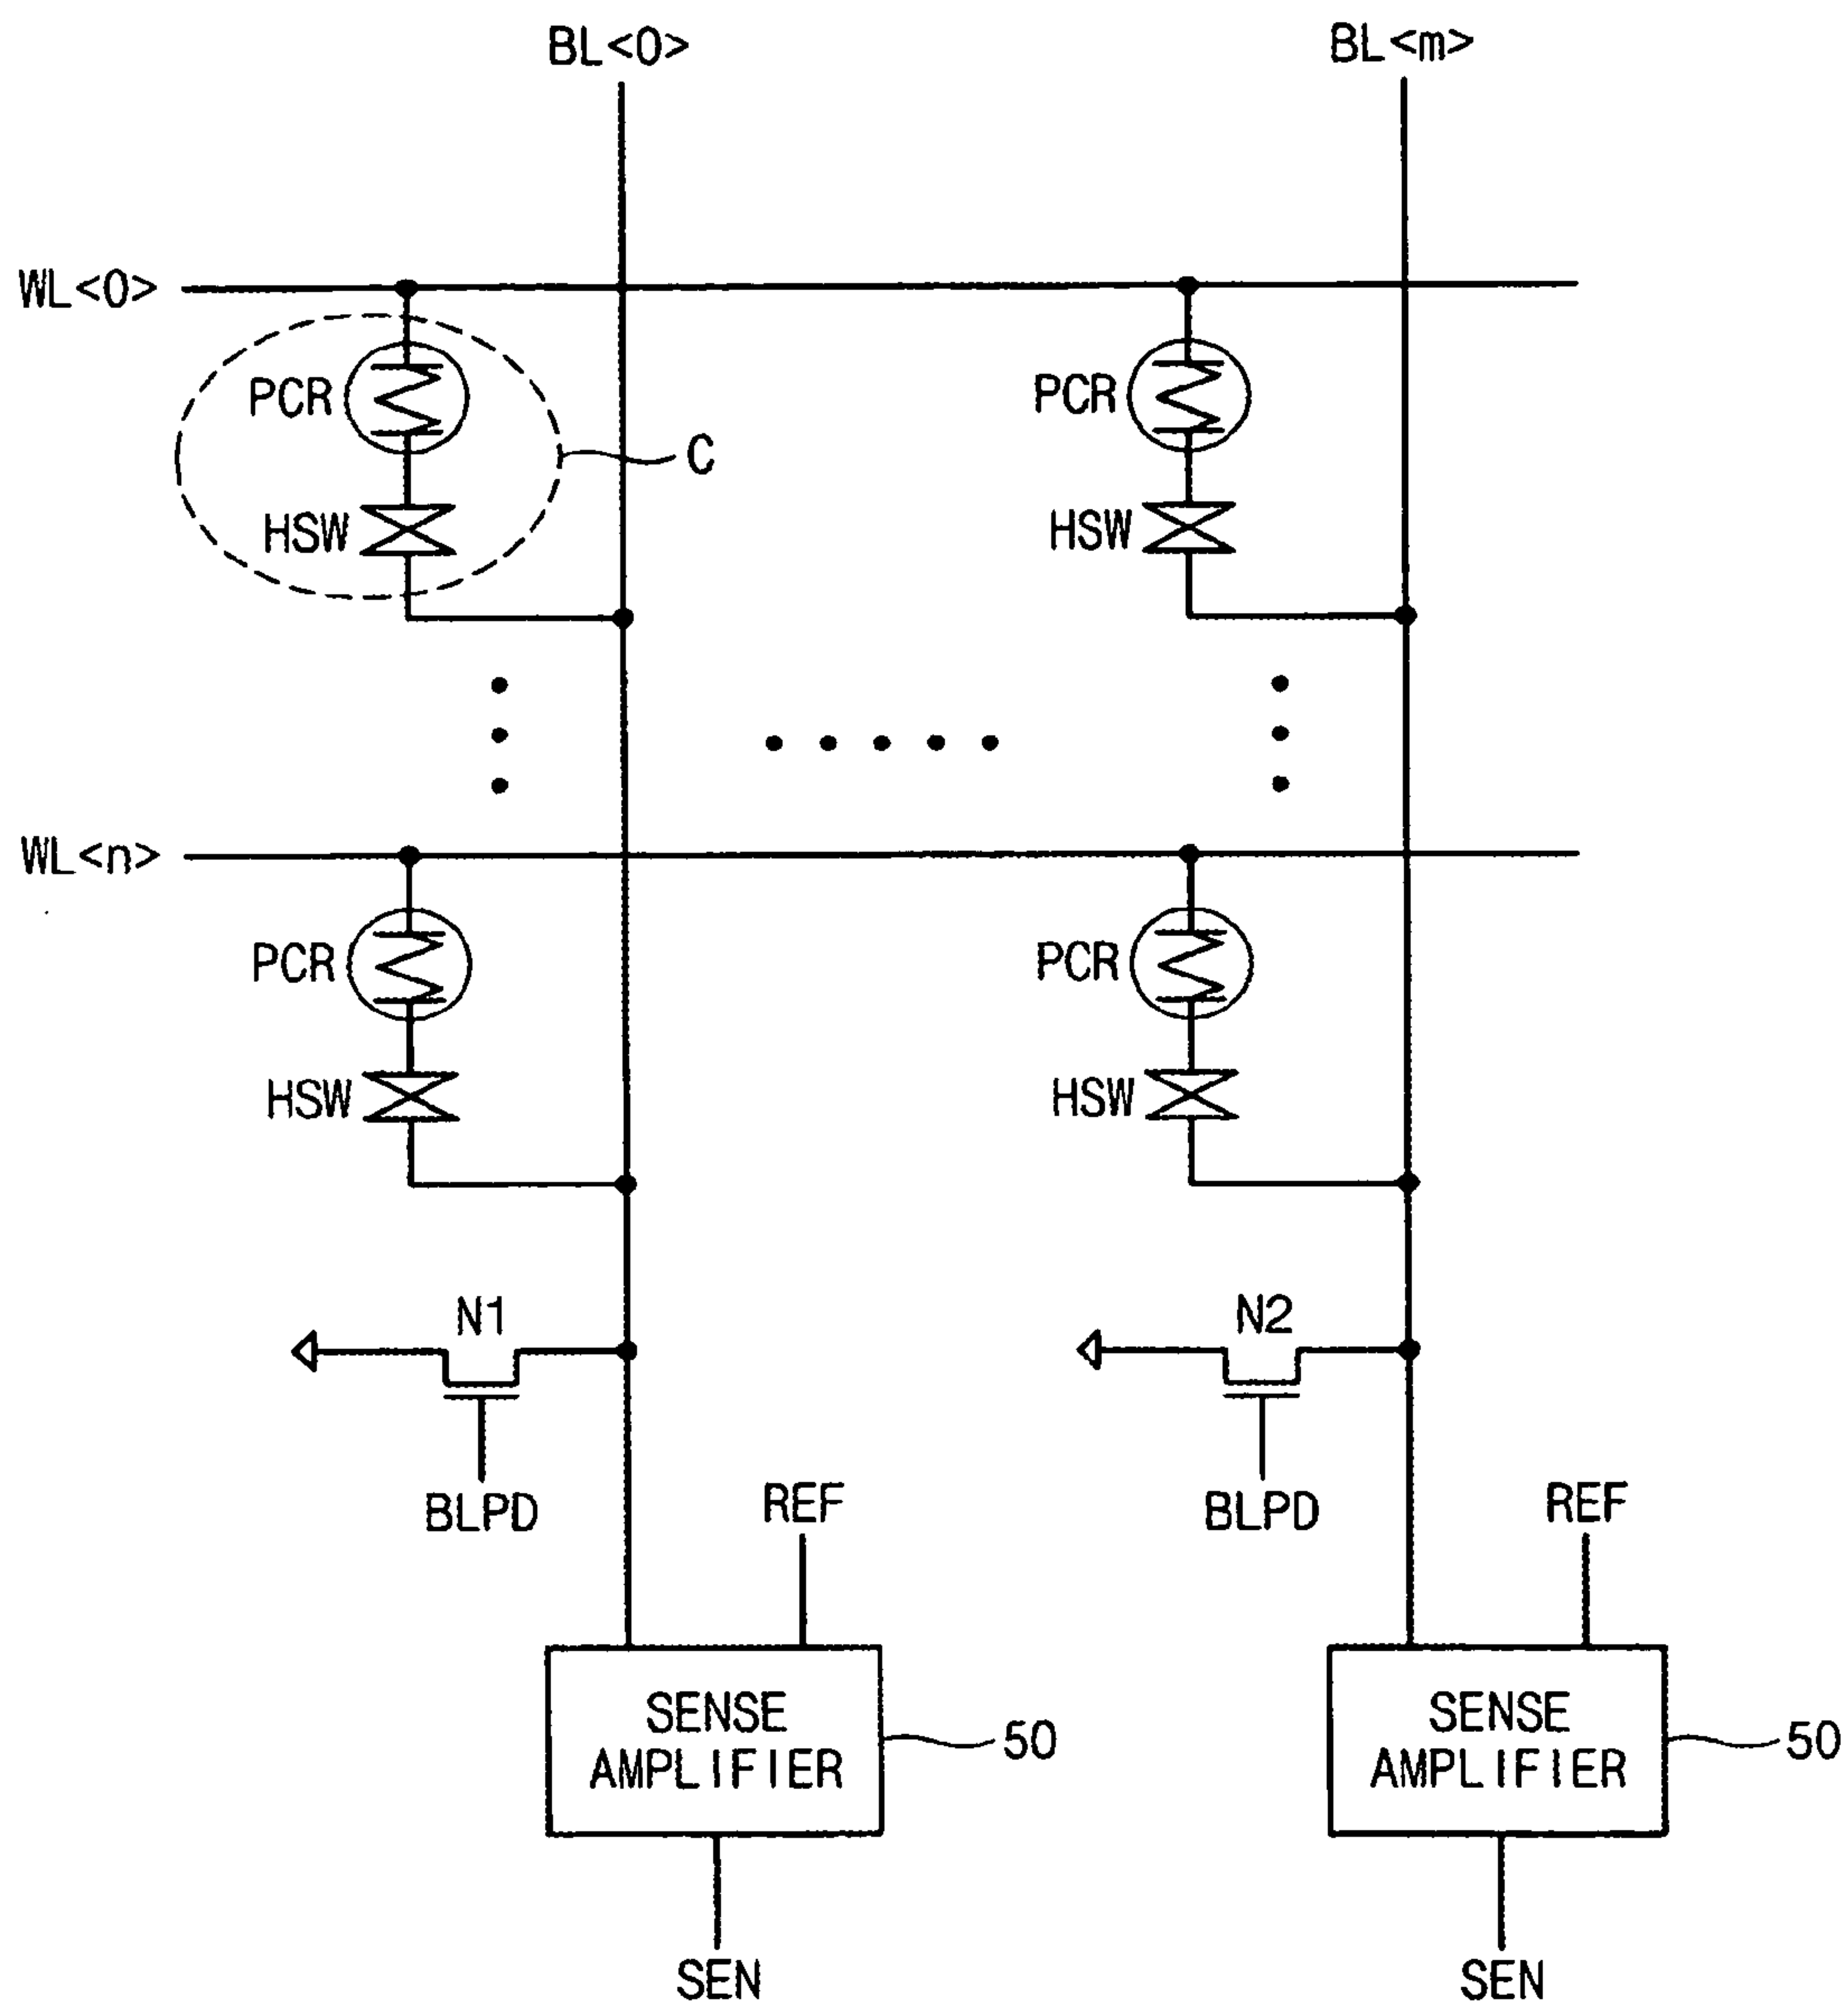 BL<0>
BL<m>
WL<0>
PCR
PCR
C
HSW
HSW
WL<n>
PCR
PCR
HSW
HSW
N1
N2
BLPD
REF
BLPD
REF
SENSE
AMPLIFIER
50
SENSE
AMPLIFIER
50
SEN
SEN